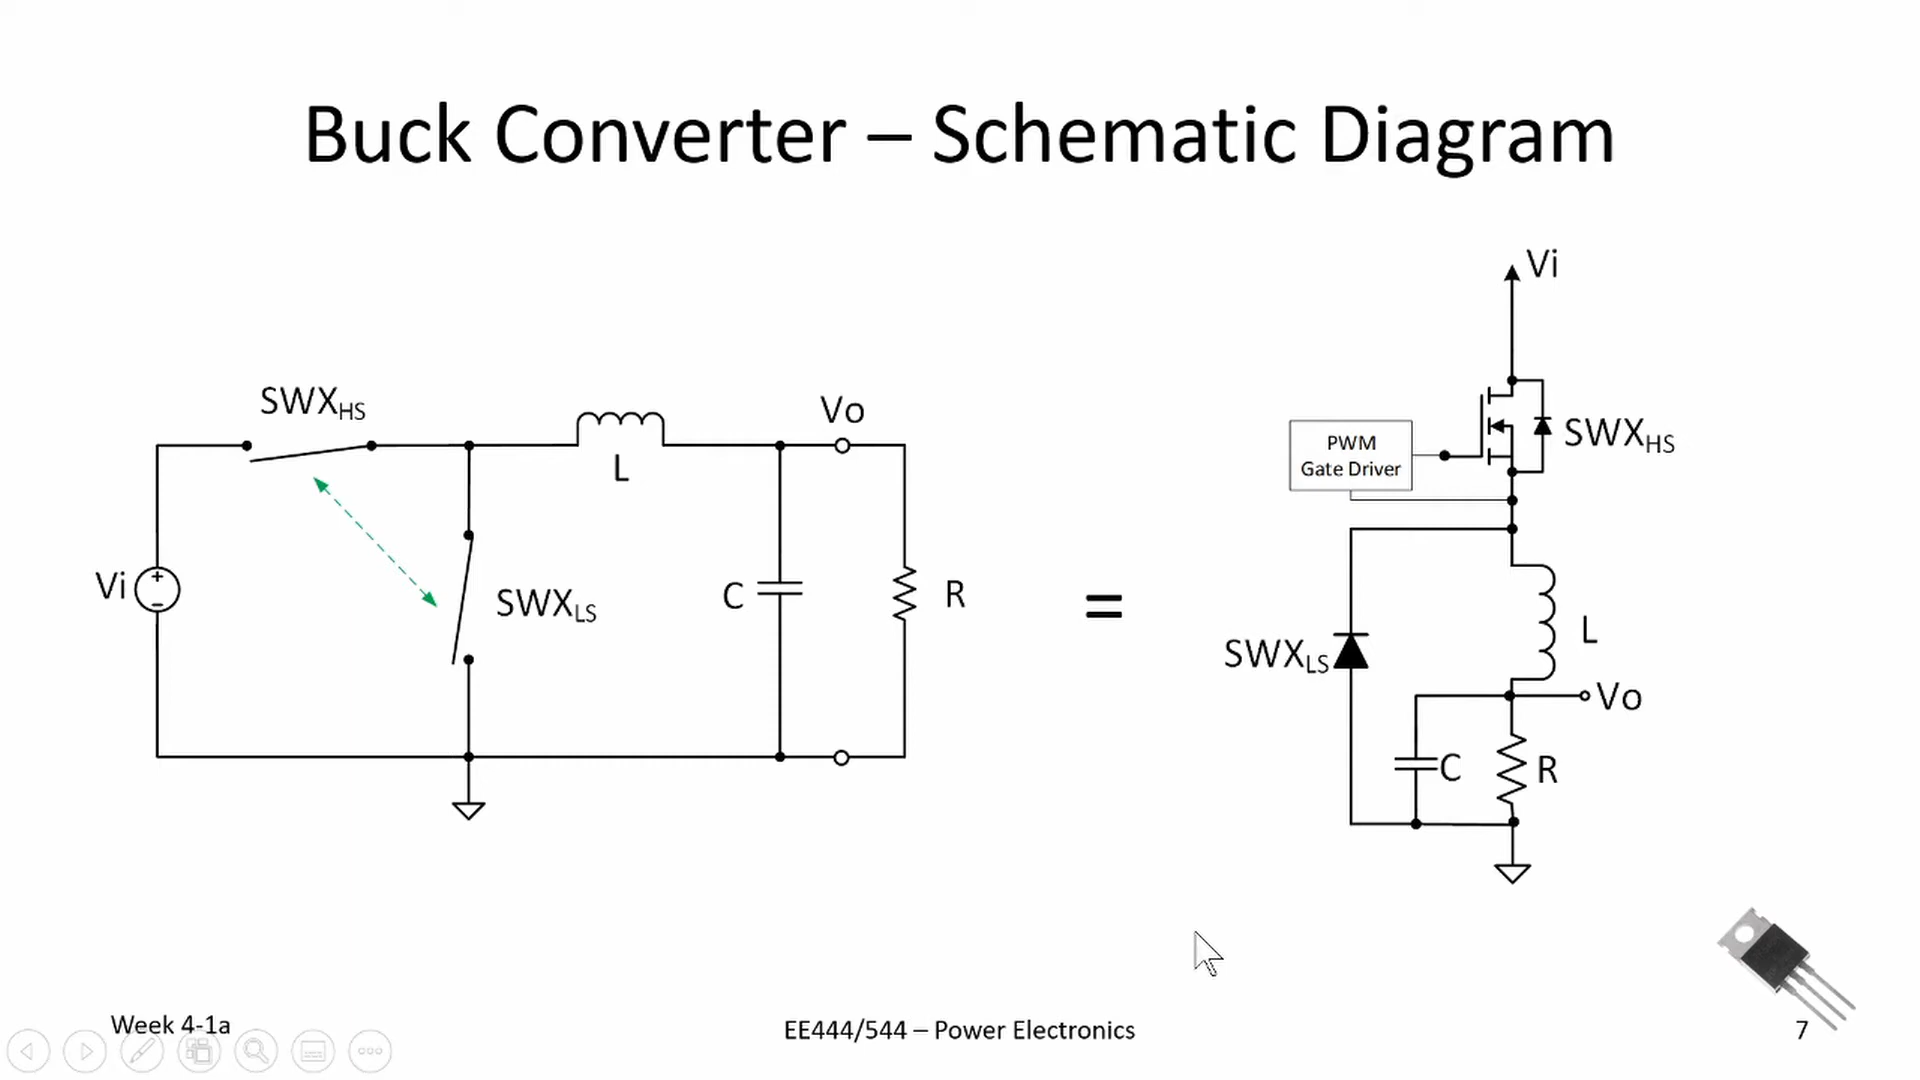 Buck Converter – Schematic Diagram
SWXHS
L
Vo
Vi
SWXLS
C
R
=
Vi
PWM
Gate Driver
SWXHS
L
SWXLS
Vo
C
R
Week 4-1a
EE444/544 – Power Electronics
7